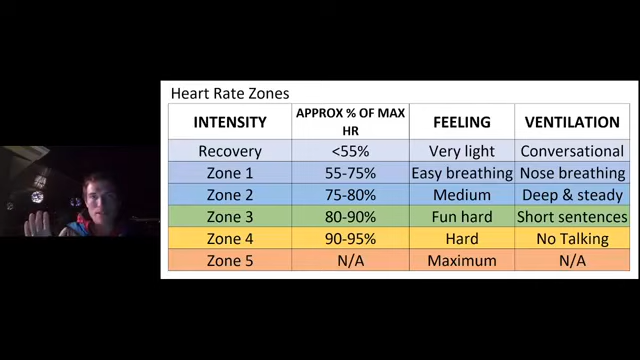 Heart Rate Zones
INTENSITY APPROX % OF MAX HR FEELING VENTILATION
Recovery <55% Very light Conversational
Zone 1 55-75% Easy breathing Nose breathing
Zone 2 75-80% Medium Deep & steady
Zone 3 80-90% Fun hard Short sentences
Zone 4 90-95% Hard No Talking
Zone 5 N/A Maximum N/A